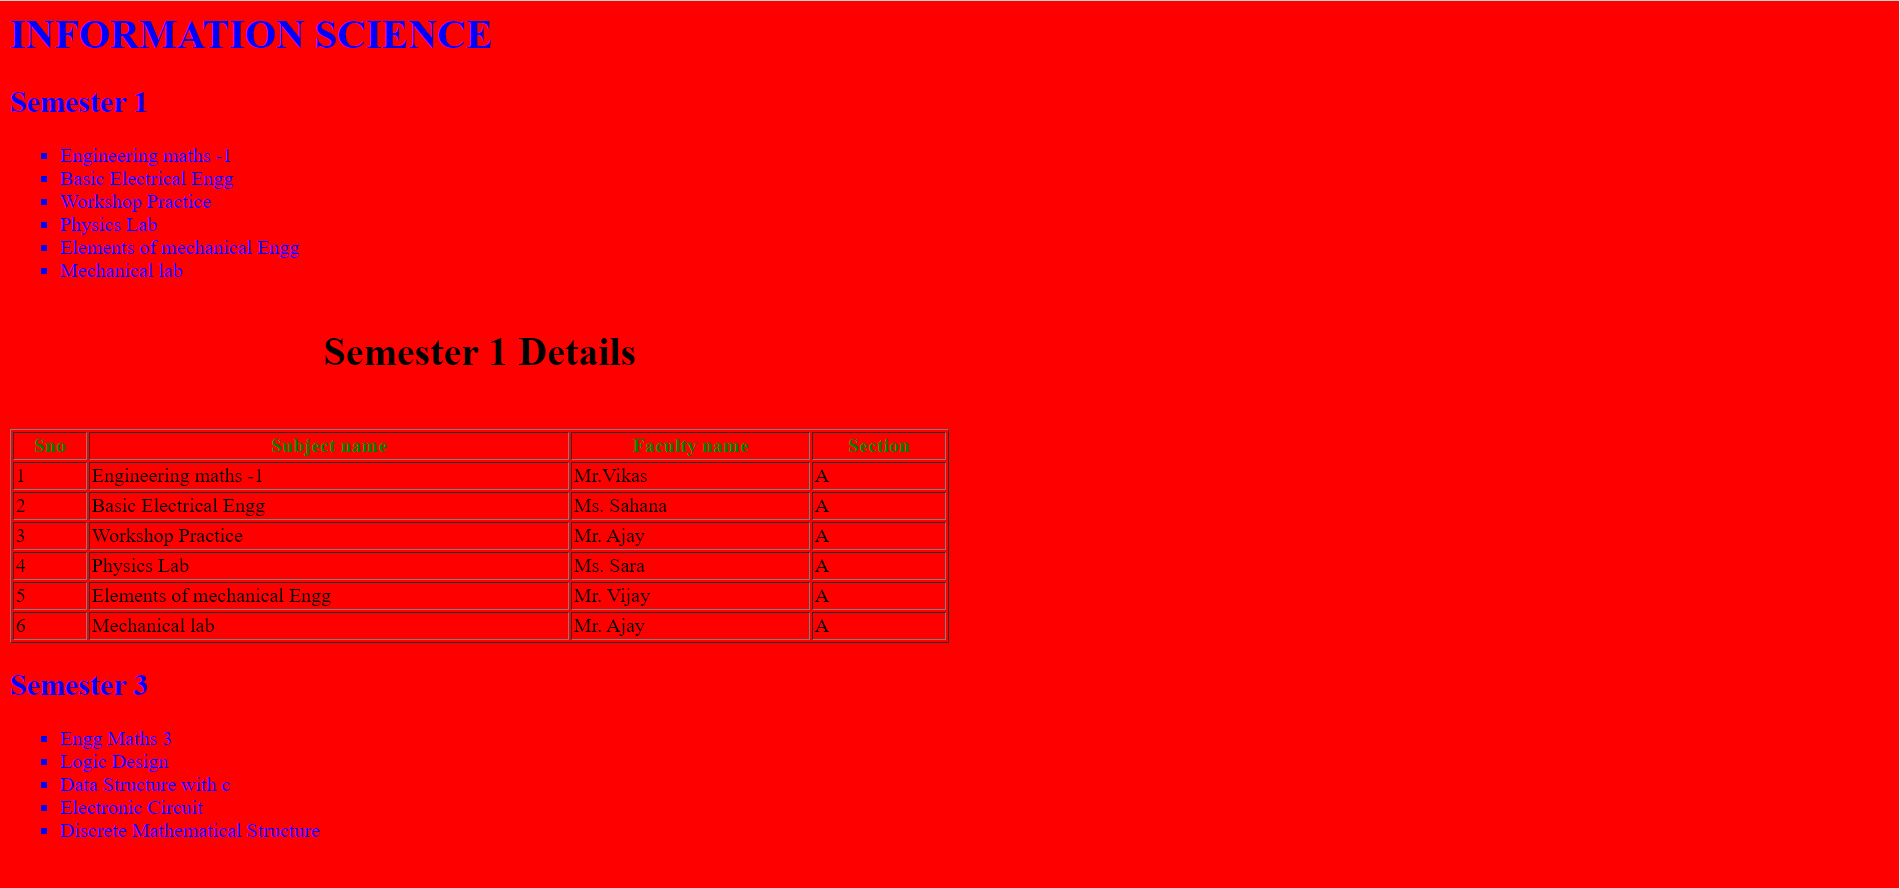 INFORMATION SCIENCE
Semester 1
Engineering maths -1
Basic Electrical Engg
Workshop Practice
Physics Lab
Elements of mechanical Engg
Mechanical lab
Semester 1 Details
Sno Subject name Faculty name Section
1 Engineering maths -1 Mr.Vikas A
2 Basic Electrical Engg Ms. Sahana A
3 Workshop Practice Mr. Ajay A
4 Physics Lab Ms. Sara A
5 Elements of mechanical Engg Mr. Vijay A
6 Mechanical lab Mr. Ajay A
Semester 3
Engg Maths 3
Logic Design
Data Structure with c
Electronic Circuit
Discrete Mathematical Structure